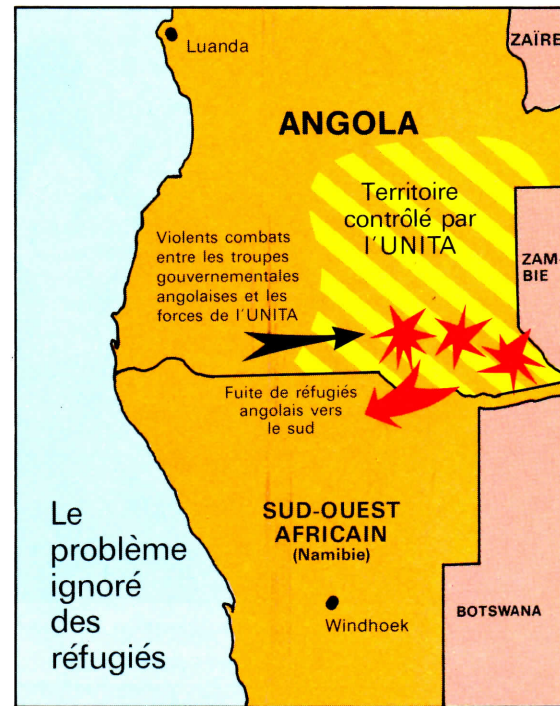 Luanda
ZAÏRE
ANGOLA
Territoire
contrôlé par
l'UNITA
Violents combats
entre les troupes
gouvernementales
angolaises et les
forces de l'UNITA
ZAM-
BIE
Fuite de réfugiés
angolais vers
le sud
SUD-OUEST
AFRICAIN
(Namibie)
Windhoek
BOTSWANA
Le
problème
ignoré
des
réfugiés